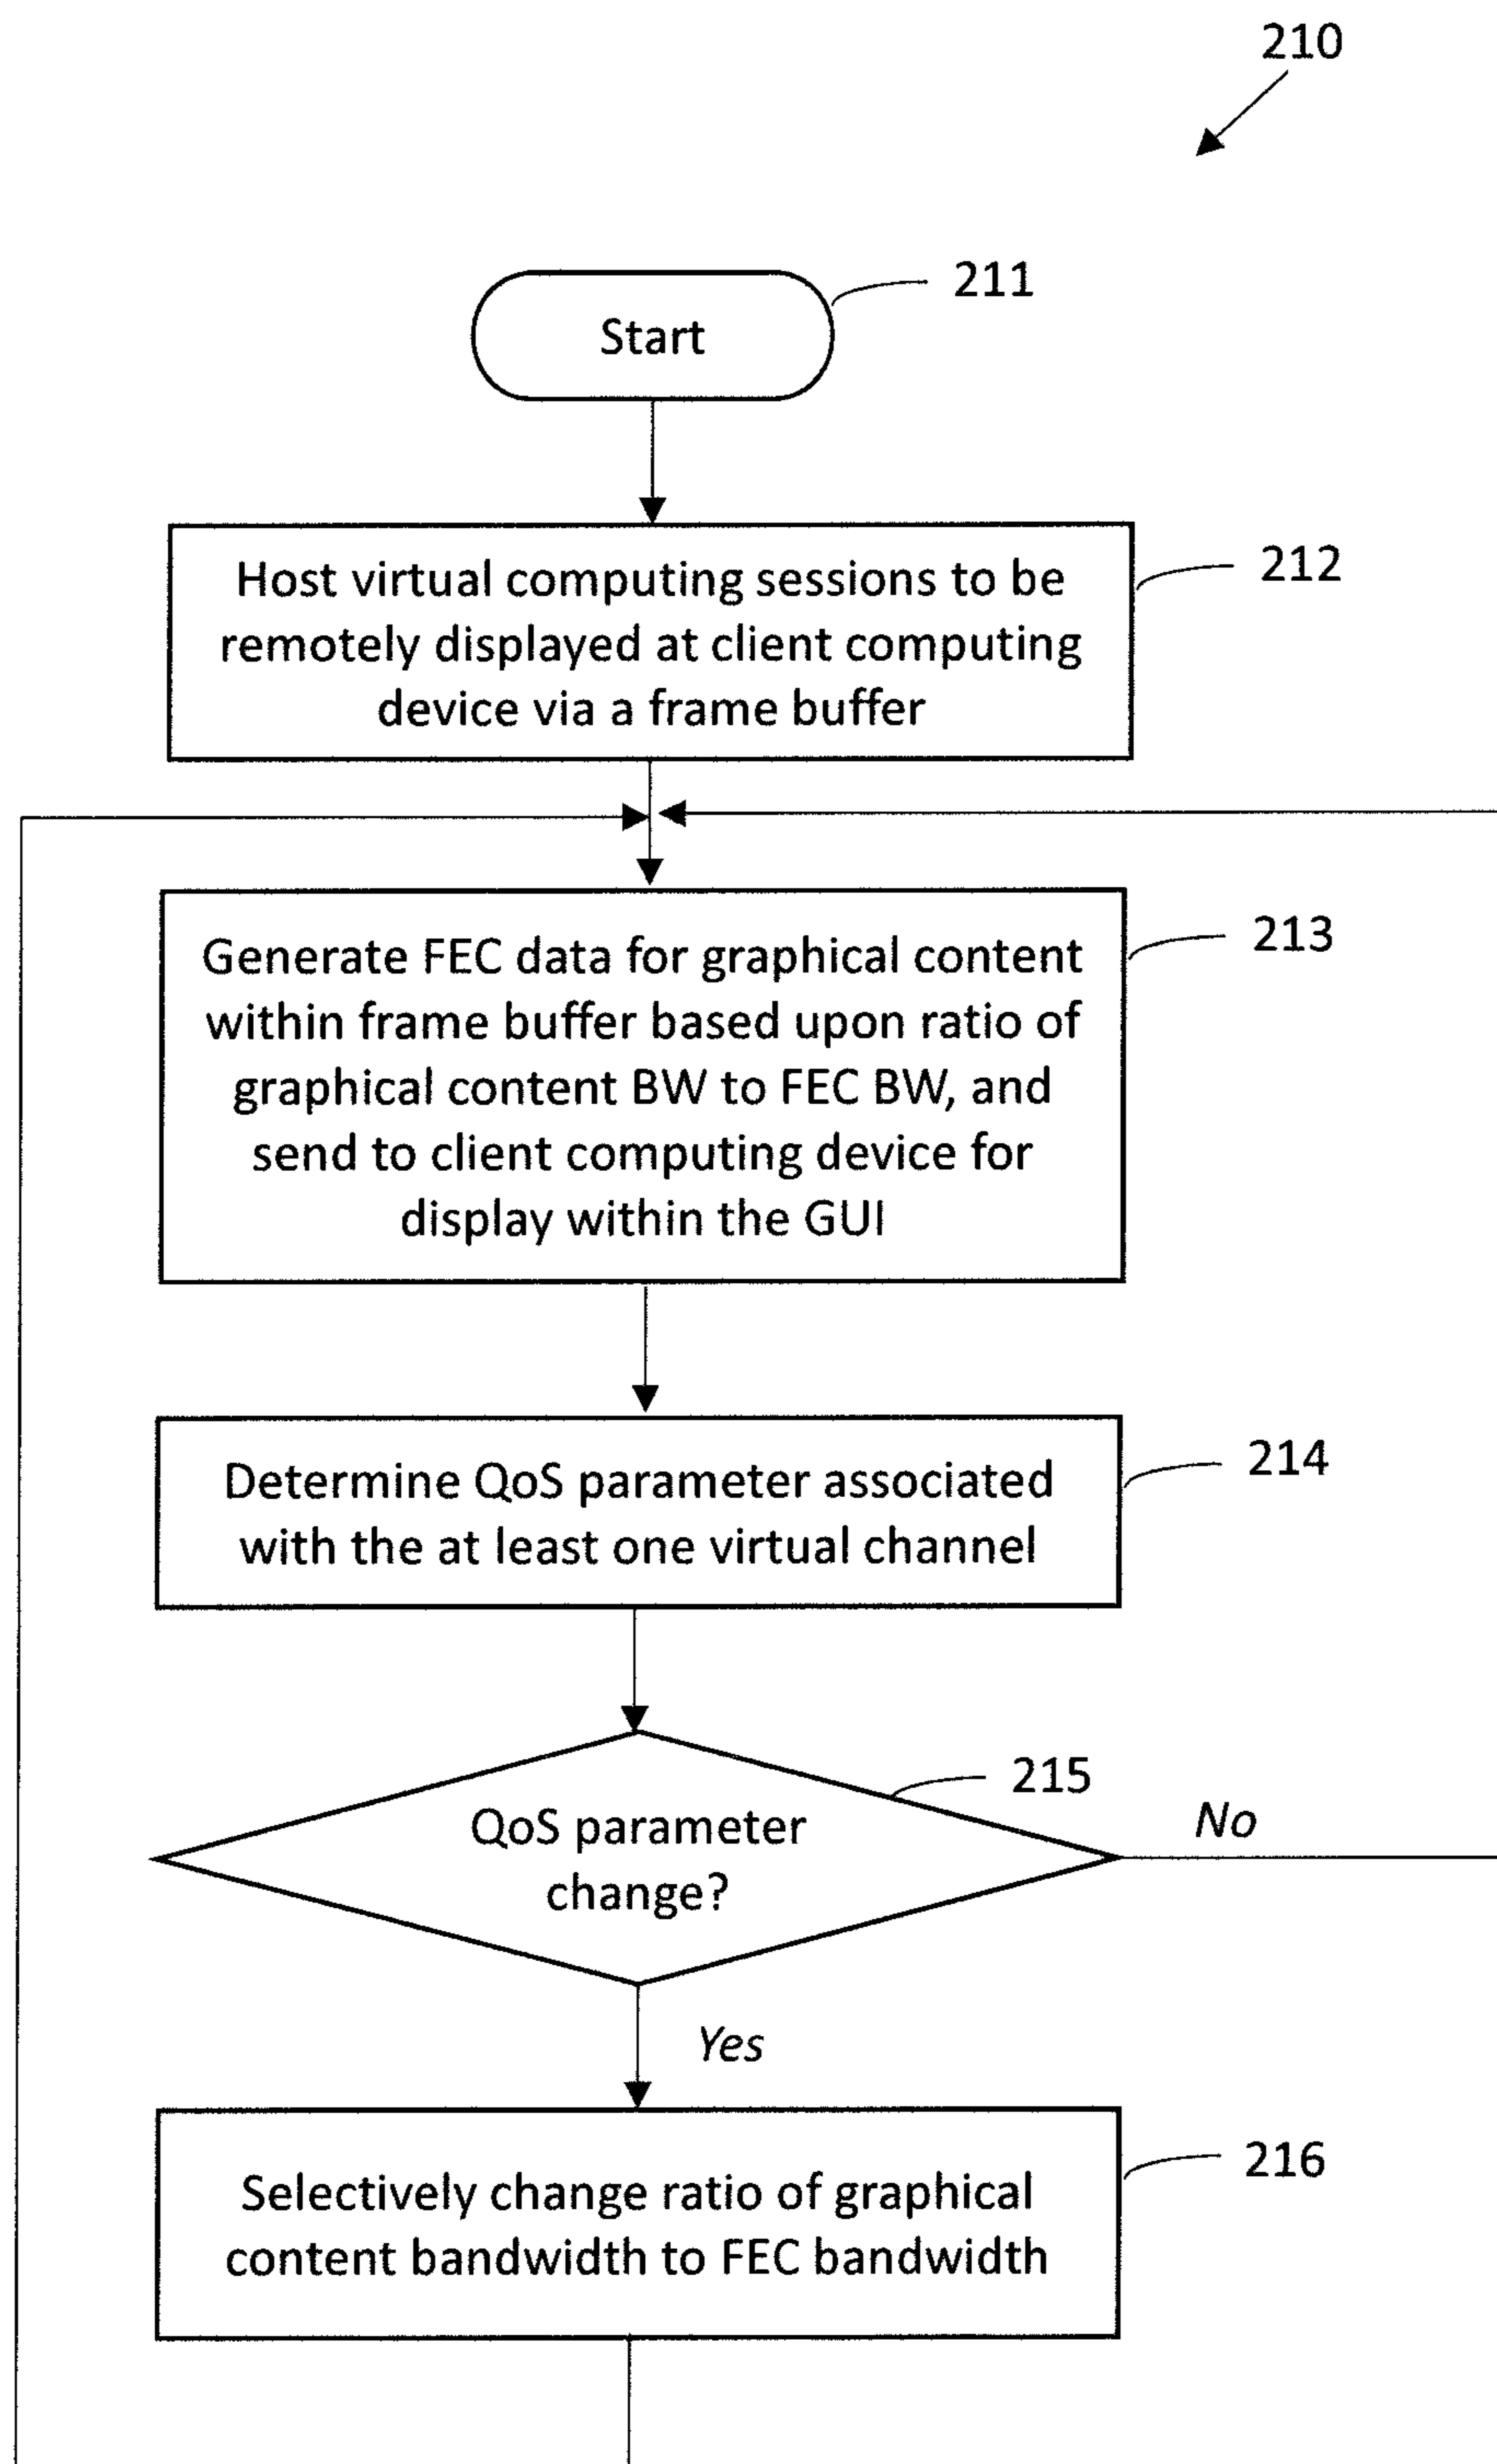 210
211
Start
212
Host virtual computing sessions to be
remotely displayed at client computing
device via a frame buffer
213
Generate FEC data for graphical content
within frame buffer based upon ratio of
graphical content BW to FEC BW, and
send to client computing device for
display within the GUI
214
Determine QoS parameter associated
with the at least one virtual channel
215
QoS parameter
change?
No
Yes
216
Selectively change ratio of graphical
content bandwidth to FEC bandwidth